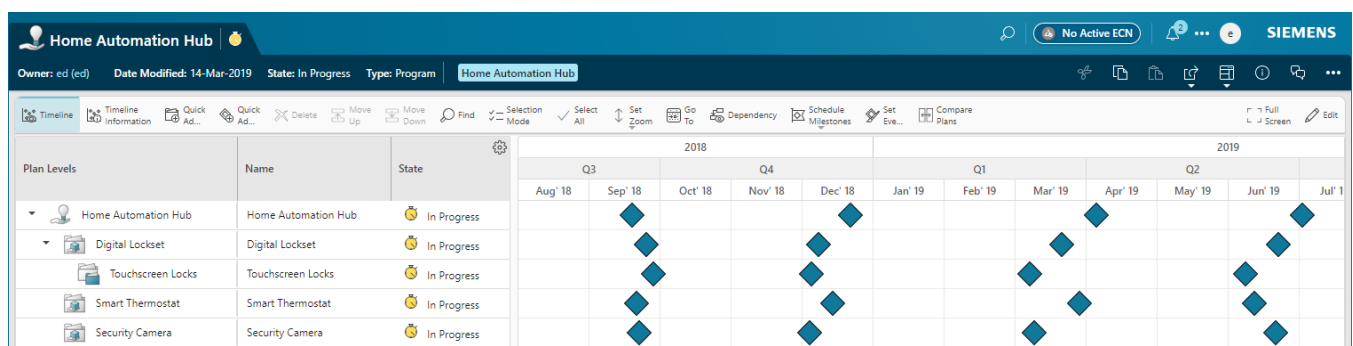 Home Automation Hub
No Active ECN
2
e
SIEMENS
Owner: ed (ed) Date Modified: 14-Mar-2019 State: In Progress Type: Program Home Automation Hub
Timeline
Timeline Information
Quick Ad...
Quick Ad...
Delete
Move Up
Move Down
Find
Selection Mode
Select All
Set Zoom
Go To
Dependency
Schedule Milestones
Set Eve...
Compare Plans
Full Screen
Edit
2018 2019
Plan Levels Name State
Q3 Q4 Q1 Q2
Aug' 18 Sep' 18 Oct' 18 Nov' 18 Dec' 18 Jan' 19 Feb' 19 Mar' 19 Apr' 19 May' 19 Jun' 19 Jul' 1
Home Automation Hub Home Automation Hub In Progress
Digital Lockset Digital Lockset In Progress
Touchscreen Locks Touchscreen Locks In Progress
Smart Thermostat Smart Thermostat In Progress
Security Camera Security Camera In Progress